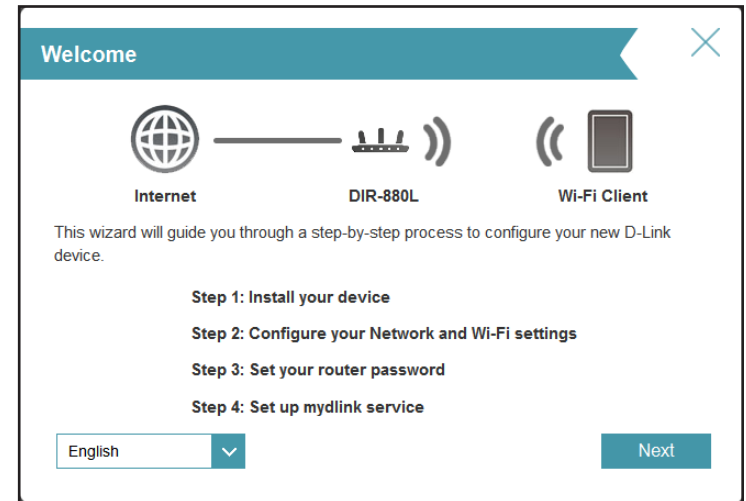 Welcome
Internet
DIR-880L
Wi-Fi Client
This wizard will guide you through a step-by-step process to configure your new D-Link
device.
Step 1: Install your device
Step 2: Configure your Network and Wi-Fi settings
Step 3: Set your router password
Step 4: Set up mydlink service
English
Next